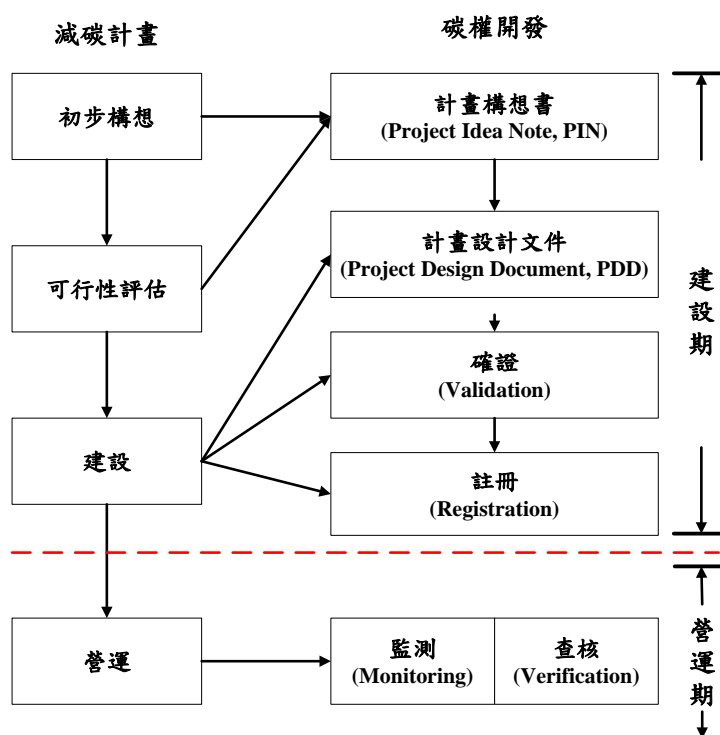 減碳計畫
碳權開發
初步構想
計畫構想書
(Project Idea Note, PIN)
可行性評估
計畫設計文件
(Project Design Document, PDD)
確證
(Validation)
建設
註冊
(Registration)
建設期
營運
監測
(Monitoring)
查核
(Verification)
營運期